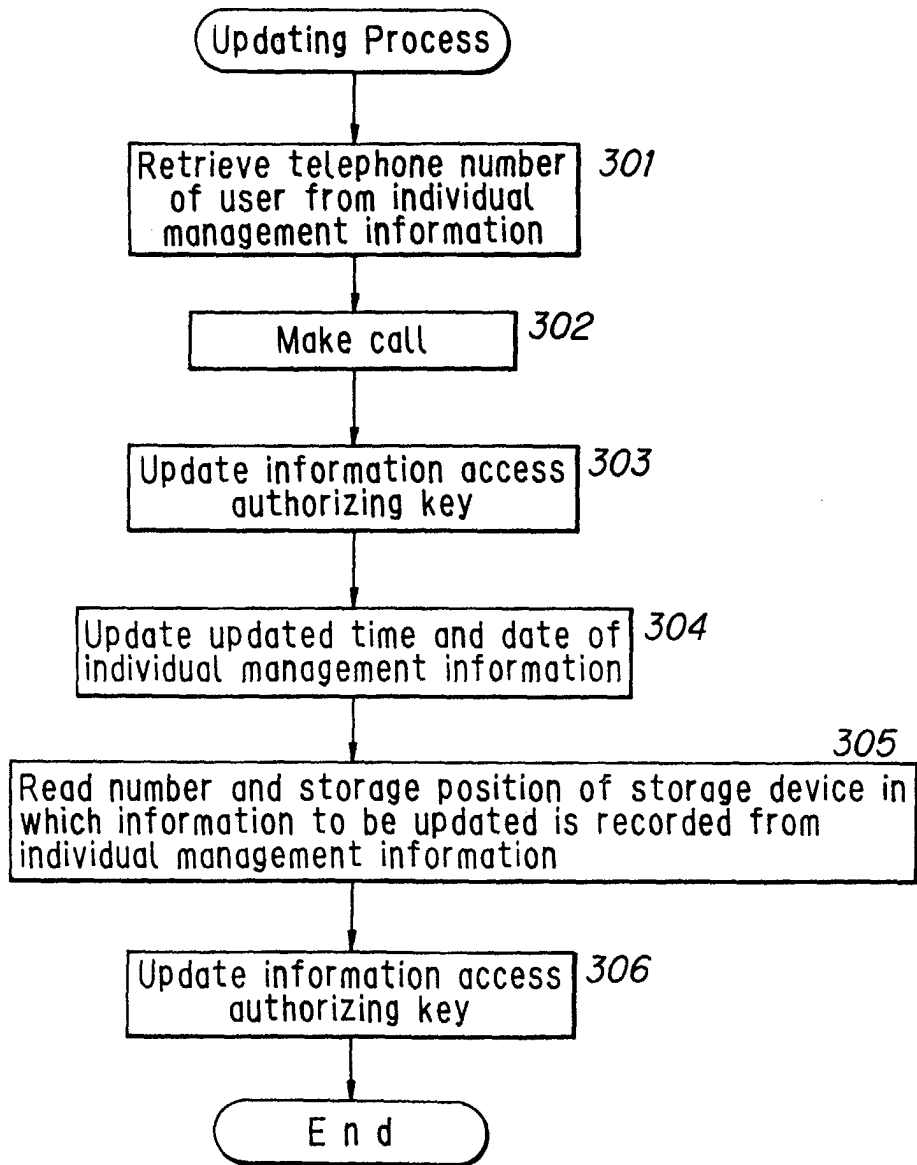 Updating Process
Retrieve telephone number
of user from individual
management information
301
Make call
302
Update information access
authorizing key
303
Update updated time and date of
individual management information
304
305
Read number and storage position of storage device in
which information to be updated is recorded from
individual management information
Update information access
authorizing key
306
End